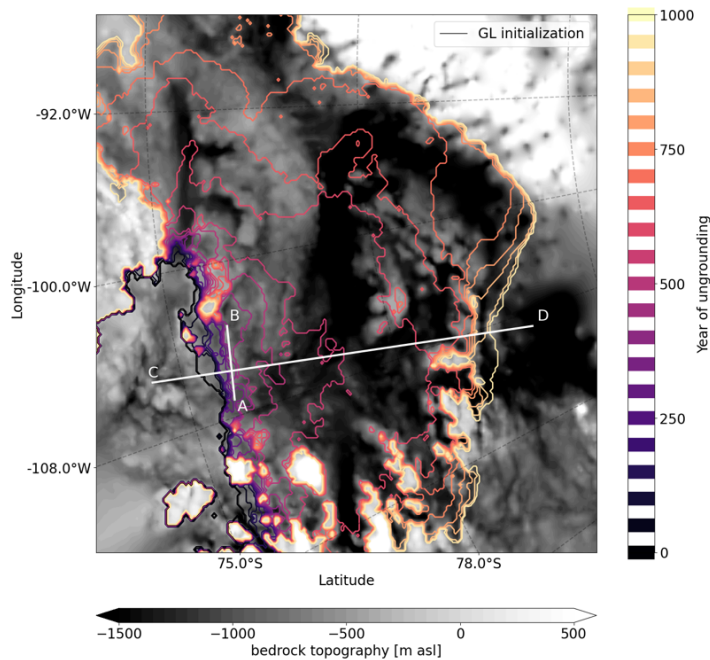 GL initialization
1000
750
500
250
0
Year of ungrounding
-92.0°W
-100.0°W
-108.0°W
Longitude
B
D
C
A
75.0°S
78.0°S
Latitude
−1500
−1000
−500
0
500
bedrock topography [m asl]